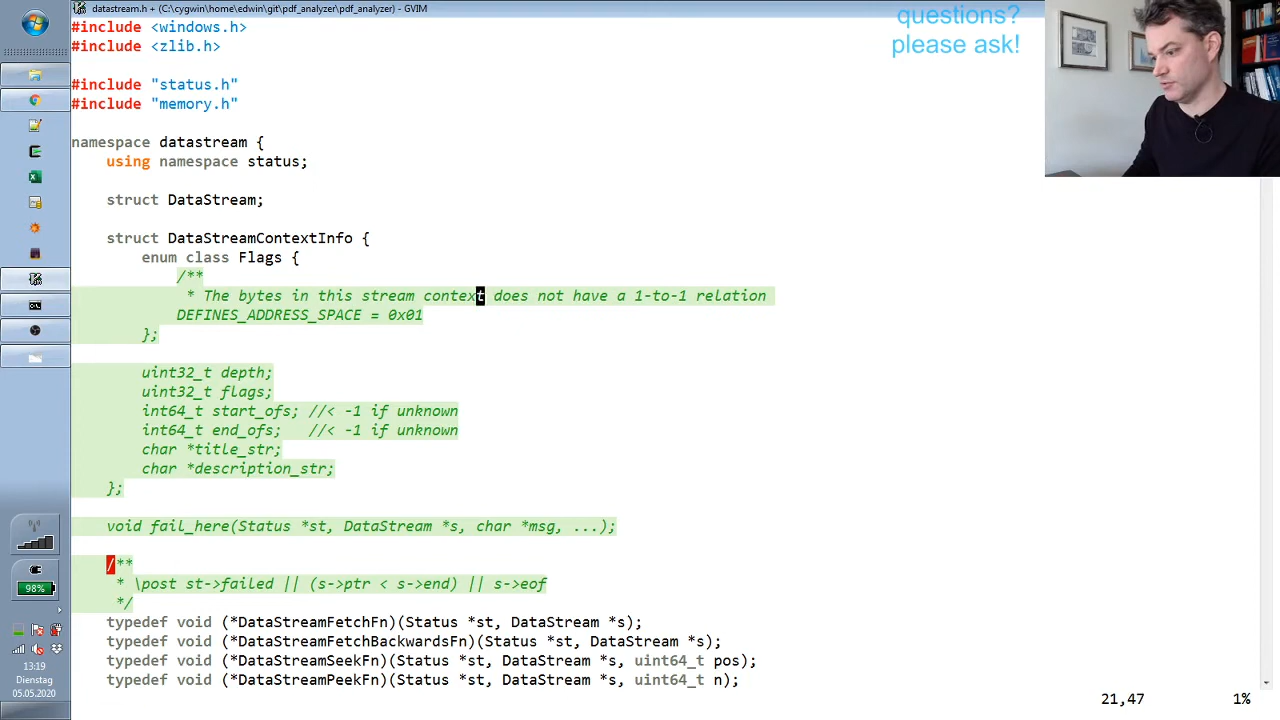 datastream.h + (C:\cygwin\home\edwin\git\pdf_analyzer\pdf_analyzer) - GVIM
#include <windows.h>
#include <zlib.h>
#include "status.h"
#include "memory.h"
namespace datastream {
    using namespace status;
    struct DataStream;
    struct DataStreamContextInfo {
        enum class Flags {
            /**
             * The bytes in this stream context does not have a 1-to-1 relation
            DEFINES_ADDRESS_SPACE = 0x01
        };
        uint32_t depth;
        uint32_t flags;
        int64_t start_ofs; //< -1 if unknown
        int64_t end_ofs;   //< -1 if unknown
        char *title_str;
        char *description_str;
    };
    void fail_here(Status *st, DataStream *s, char *msg, ...);
    /**
     * \post st->failed || (s->ptr < s->end) || s->eof
     */
    typedef void (*DataStreamFetchFn)(Status *st, DataStream *s);
    typedef void (*DataStreamFetchBackwardsFn)(Status *st, DataStream *s);
    typedef void (*DataStreamSeekFn)(Status *st, DataStream *s, uint64_t pos);
    typedef void (*DataStreamPeekFn)(Status *st, DataStream *s, uint64_t n);
21,47 1%
questions?
please ask!
98%
13:19
Dienstag
05.05.2020